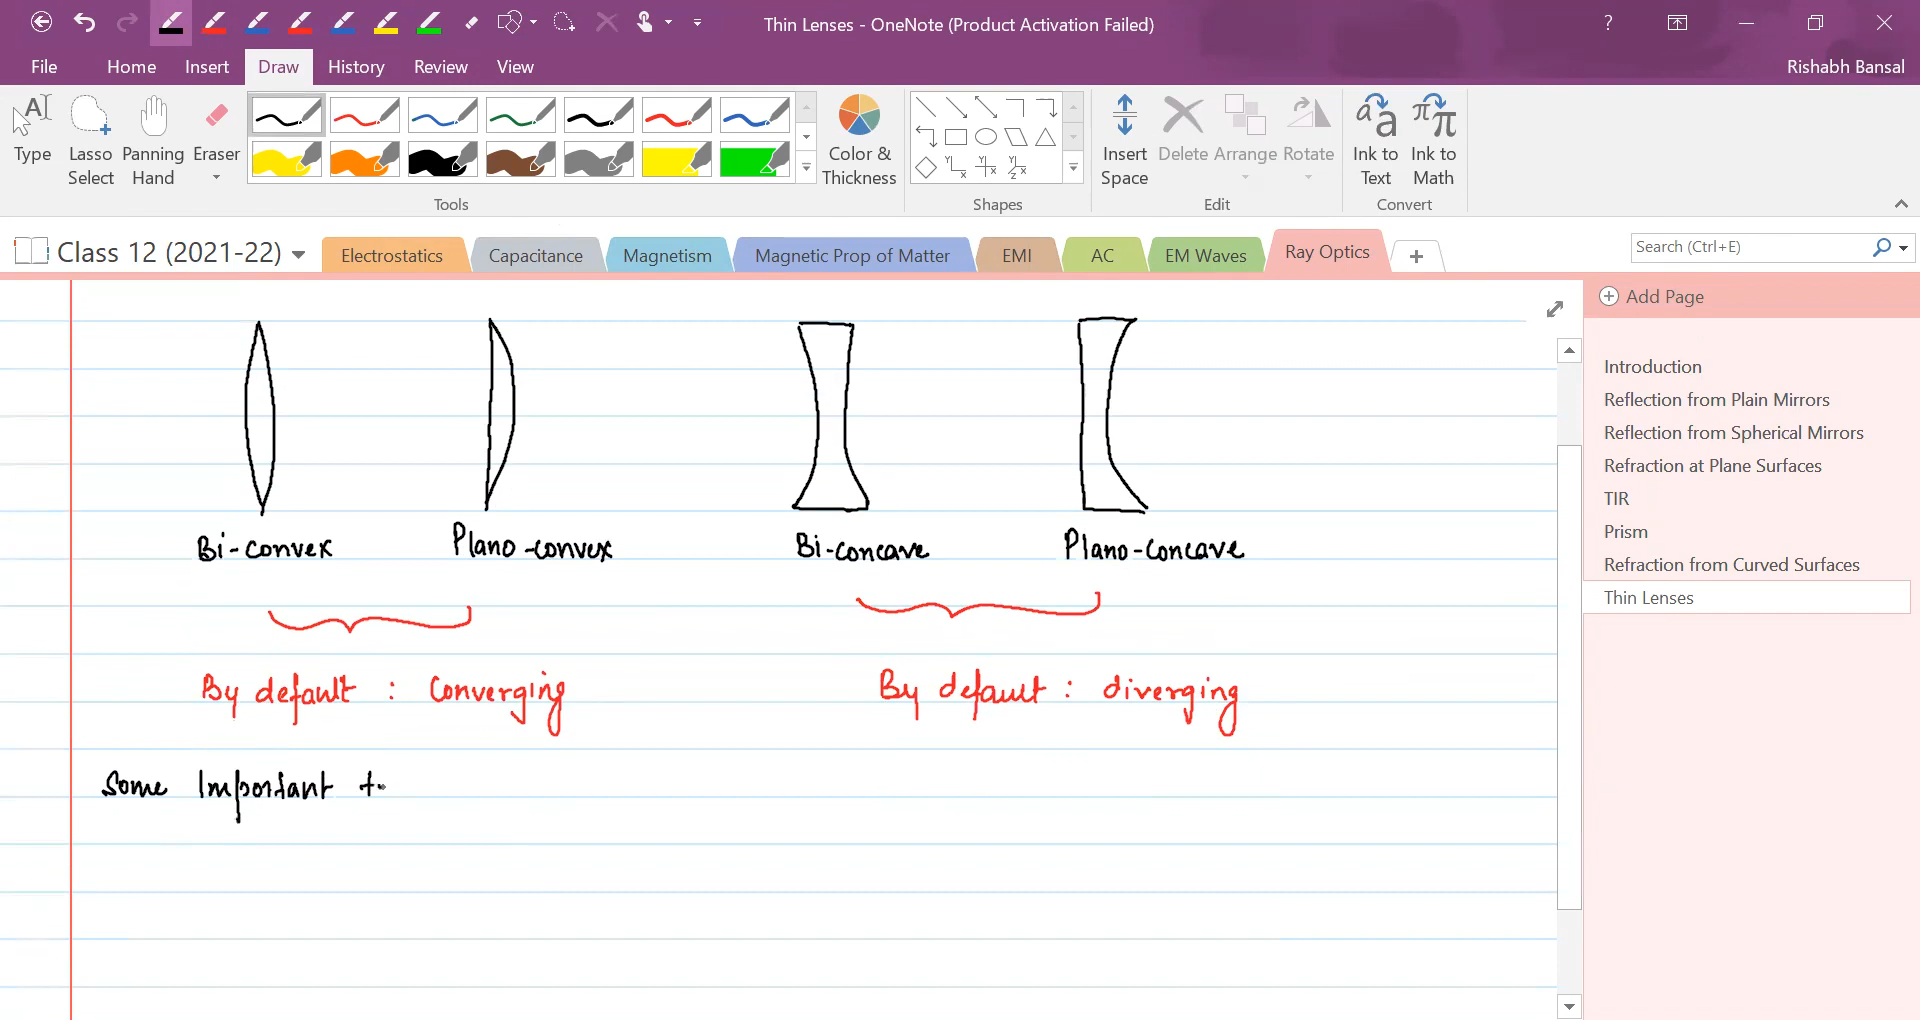 Thin Lenses - OneNote (Product Activation Failed)
?
File Home Insert Draw History Review View
Rishabh Bansal
Type
Lasso Select
Panning Hand
Eraser
Color & Thickness
Insert Space
Delete Arrange Rotate
Ink to Text
Ink to Math
Tools
Shapes
Edit
Convert
Class 12 (2021-22)
Electrostatics Capacitance Magnetism Magnetic Prop of Matter EMI AC EM Waves Ray Optics
Search (Ctrl+E)
Add Page
Introduction
Reflection from Plain Mirrors
Reflection from Spherical Mirrors
Refraction at Plane Surfaces
TIR
Prism
Refraction from Curved Surfaces
Thin Lenses
Bi-convex Plano-convex Bi-concave Plano-concave
By default : Converging By default : diverging
Some Important